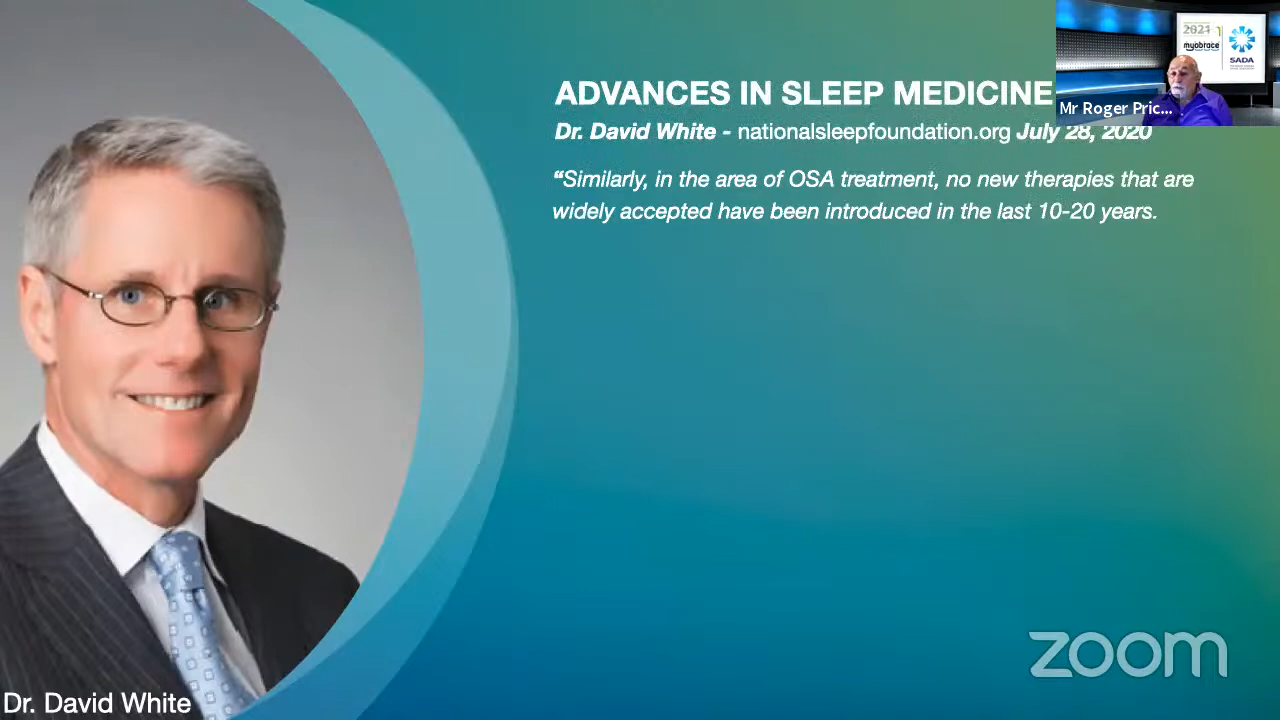 ADVANCES IN SLEEP MEDICINE
Dr. David White - nationalsleepfoundation.org July 28, 2020
“Similarly, in the area of OSA treatment, no new therapies that are
widely accepted have been introduced in the last 10-20 years.
2021
myobrace
SADA
Mr Roger Pric...
zoom
Dr. David White